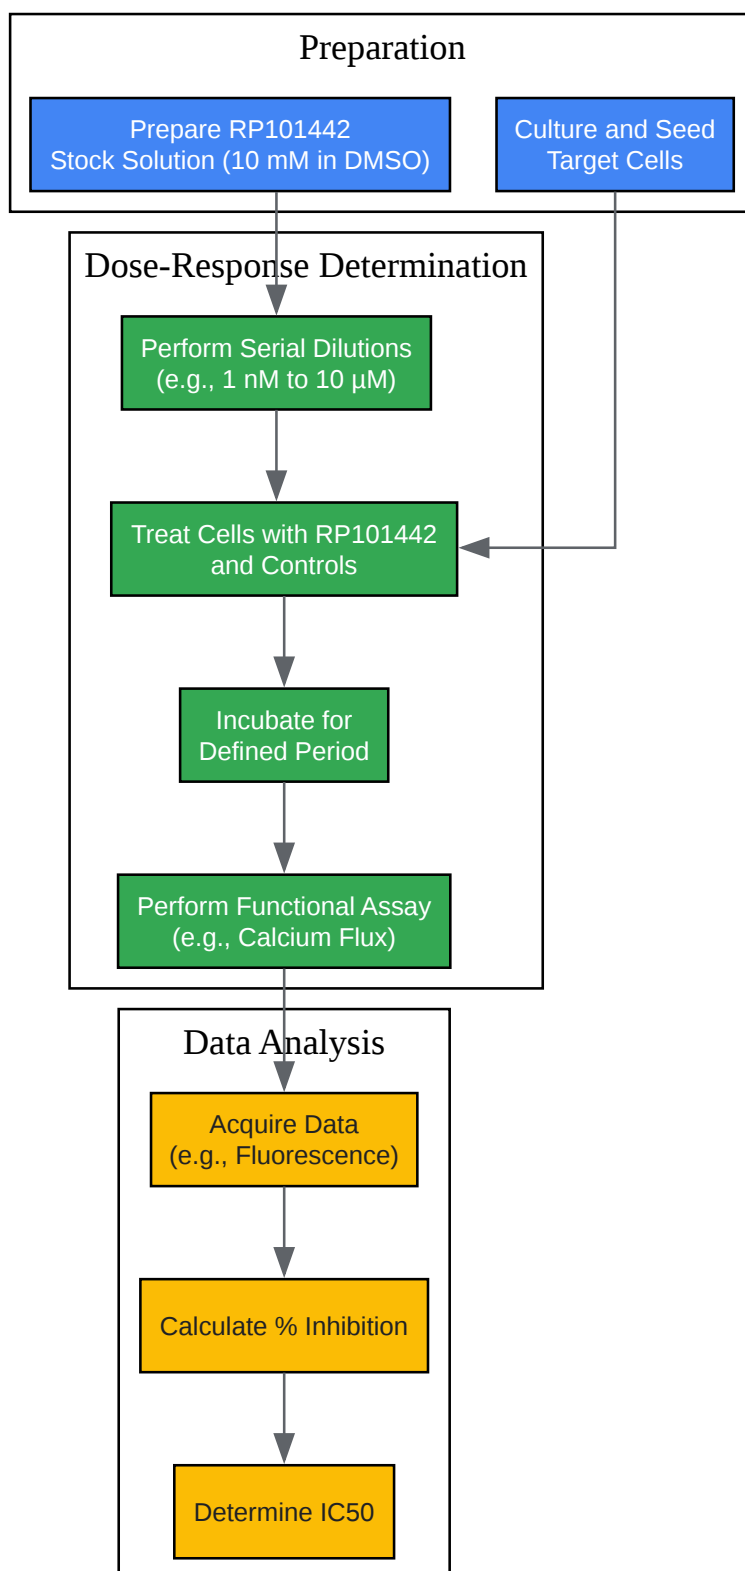 Preparation
Prepare RP101442
Stock Solution (10 mM in DMSO)
Culture and Seed
Target Cells
Dose-Response Determination
Perform Serial Dilutions
(e.g., 1 nM to 10 µM)
Treat Cells with RP101442
and Controls
Incubate for
Defined Period
Perform Functional Assay
(e.g., Calcium Flux)
Data Analysis
Acquire Data
(e.g., Fluorescence)
Calculate % Inhibition
Determine IC50